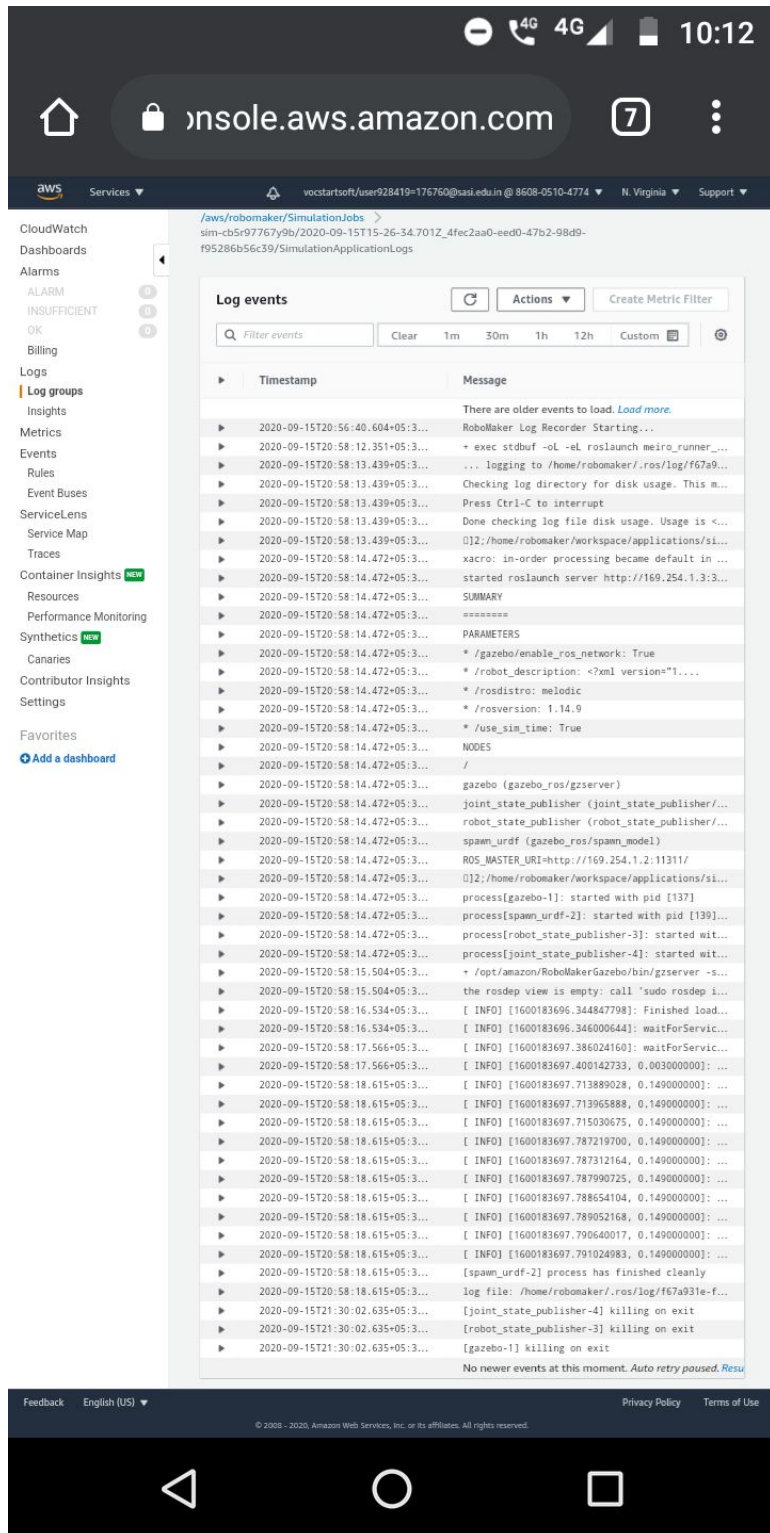 4G 4G 10:12
onsole.aws.amazon.com 7
aws Services ▼ vocstartsoft/user928419=176760@sasi.edu.in @ 8608-0510-4774 ▼ N. Virginia ▼ Support ▼
CloudWatch
Dashboards
Alarms
ALARM 0
INSUFFICIENT 0
OK 0
Billing
Logs
Log groups
Insights
Metrics
Events
Rules
Event Buses
ServiceLens
Service Map
Traces
Container Insights NEW
Resources
Performance Monitoring
Synthetics NEW
Canaries
Contributor Insights
Settings
Favorites
Add a dashboard
/aws/robomaker/SimulationJobs >
sim-cb5r97767y9b/2020-09-15T15-26-34.701Z_4fec2aa0-eed0-47b2-98d9-
f95286b56c39/SimulationApplicationLogs
Log events Actions ▼ Create Metric Filter
Filter events Clear 1m 30m 1h 12h Custom
Timestamp Message
There are older events to load. Load more.
2020-09-15T20:56:40.604+05:3... RoboMaker Log Recorder Starting...
2020-09-15T20:58:12.351+05:3... + exec stdbuf -oL -eL roslaunch meiro_runner_...
2020-09-15T20:58:13.439+05:3... ... logging to /home/robomaker/.ros/log/f67a9...
2020-09-15T20:58:13.439+05:3... Checking log directory for disk usage. This m...
2020-09-15T20:58:13.439+05:3... Press Ctrl-C to interrupt
2020-09-15T20:58:13.439+05:3... Done checking log file disk usage. Usage is <...
2020-09-15T20:58:13.439+05:3... ▯]2;/home/robomaker/workspace/applications/si...
2020-09-15T20:58:14.472+05:3... xacro: in-order processing became default in ...
2020-09-15T20:58:14.472+05:3... started roslaunch server http://169.254.1.3:3...
2020-09-15T20:58:14.472+05:3... SUMMARY
2020-09-15T20:58:14.472+05:3... ========
2020-09-15T20:58:14.472+05:3... PARAMETERS
2020-09-15T20:58:14.472+05:3... * /gazebo/enable_ros_network: True
2020-09-15T20:58:14.472+05:3... * /robot_description: <?xml version="1....
2020-09-15T20:58:14.472+05:3... * /rosdistro: melodic
2020-09-15T20:58:14.472+05:3... * /rosversion: 1.14.9
2020-09-15T20:58:14.472+05:3... * /use_sim_time: True
2020-09-15T20:58:14.472+05:3... NODES
2020-09-15T20:58:14.472+05:3... /
2020-09-15T20:58:14.472+05:3... gazebo (gazebo_ros/gzserver)
2020-09-15T20:58:14.472+05:3... joint_state_publisher (joint_state_publisher/...
2020-09-15T20:58:14.472+05:3... robot_state_publisher (robot_state_publisher/...
2020-09-15T20:58:14.472+05:3... spawn_urdf (gazebo_ros/spawn_model)
2020-09-15T20:58:14.472+05:3... ROS_MASTER_URI=http://169.254.1.2:11311/
2020-09-15T20:58:14.472+05:3... ▯]2;/home/robomaker/workspace/applications/si...
2020-09-15T20:58:14.472+05:3... process[gazebo-1]: started with pid [137]
2020-09-15T20:58:14.472+05:3... process[spawn_urdf-2]: started with pid [139]...
2020-09-15T20:58:14.472+05:3... process[robot_state_publisher-3]: started wit...
2020-09-15T20:58:14.472+05:3... process[joint_state_publisher-4]: started wit...
2020-09-15T20:58:15.504+05:3... + /opt/amazon/RoboMakerGazebo/bin/gzserver -s...
2020-09-15T20:58:15.504+05:3... the rosdep view is empty: call 'sudo rosdep i...
2020-09-15T20:58:16.534+05:3... [ INFO] [1600183696.344847798]: Finished load...
2020-09-15T20:58:16.534+05:3... [ INFO] [1600183696.346000644]: waitForServic...
2020-09-15T20:58:17.566+05:3... [ INFO] [1600183697.386024160]: waitForServic...
2020-09-15T20:58:17.566+05:3... [ INFO] [1600183697.400142733, 0.003000000]: ...
2020-09-15T20:58:18.615+05:3... [ INFO] [1600183697.713889028, 0.149000000]: ...
2020-09-15T20:58:18.615+05:3... [ INFO] [1600183697.713965888, 0.149000000]: ...
2020-09-15T20:58:18.615+05:3... [ INFO] [1600183697.715030675, 0.149000000]: ...
2020-09-15T20:58:18.615+05:3... [ INFO] [1600183697.787219700, 0.149000000]: ...
2020-09-15T20:58:18.615+05:3... [ INFO] [1600183697.787312164, 0.149000000]: ...
2020-09-15T20:58:18.615+05:3... [ INFO] [1600183697.787990725, 0.149000000]: ...
2020-09-15T20:58:18.615+05:3... [ INFO] [1600183697.788654104, 0.149000000]: ...
2020-09-15T20:58:18.615+05:3... [ INFO] [1600183697.789052168, 0.149000000]: ...
2020-09-15T20:58:18.615+05:3... [ INFO] [1600183697.790640017, 0.149000000]: ...
2020-09-15T20:58:18.615+05:3... [ INFO] [1600183697.791024983, 0.149000000]: ...
2020-09-15T20:58:18.615+05:3... [spawn_urdf-2] process has finished cleanly
2020-09-15T20:58:18.615+05:3... log file: /home/robomaker/.ros/log/f67a931e-f...
2020-09-15T21:30:02.635+05:3... [joint_state_publisher-4] killing on exit
2020-09-15T21:30:02.635+05:3... [robot_state_publisher-3] killing on exit
2020-09-15T21:30:02.635+05:3... [gazebo-1] killing on exit
No newer events at this moment. Auto retry paused. Resu
Feedback English (US) ▼ Privacy Policy Terms of Use
© 2008 - 2020, Amazon Web Services, Inc. or its affiliates. All rights reserved.